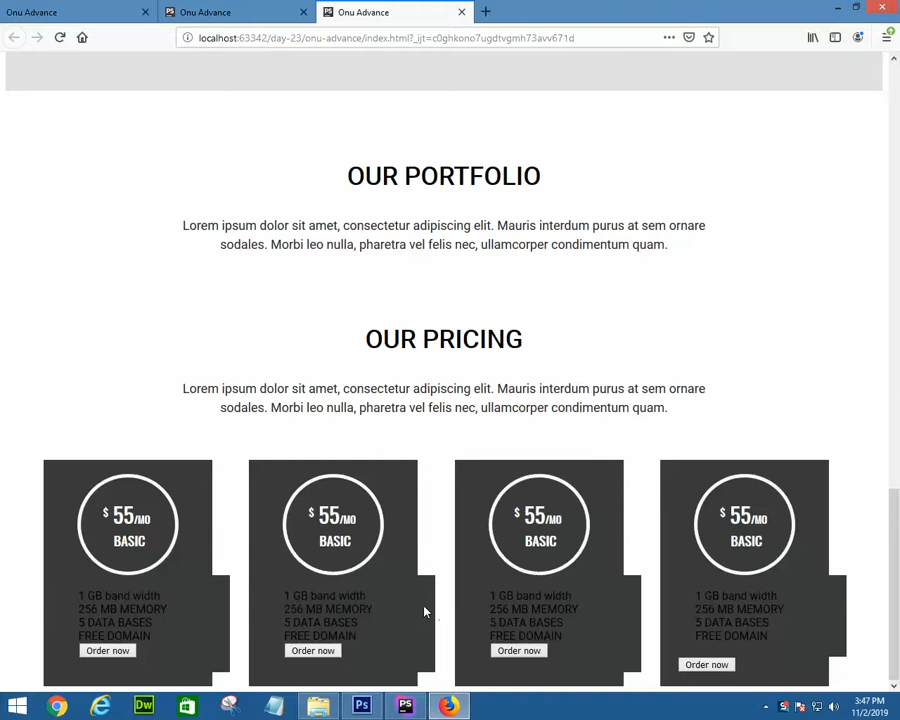 Onu Advance
Onu Advance
Onu Advance
localhost:63342/day-23/onu-advance/index.html?_ijt=c0ghkono7ugdtvgmh73avv671d
OUR PORTFOLIO
Lorem ipsum dolor sit amet, consectetur adipiscing elit. Mauris interdum purus at sem ornare
sodales. Morbi leo nulla, pharetra vel felis nec, ullamcorper condimentum quam.
OUR PRICING
Lorem ipsum dolor sit amet, consectetur adipiscing elit. Mauris interdum purus at sem ornare
sodales. Morbi leo nulla, pharetra vel felis nec, ullamcorper condimentum quam.
$ 55/MO
BASIC
1 GB band width
256 MB MEMORY
5 DATA BASES
FREE DOMAIN
Order now
$ 55/MO
BASIC
1 GB band width
256 MB MEMORY
5 DATA BASES
FREE DOMAIN
Order now
$ 55/MO
BASIC
1 GB band width
256 MB MEMORY
5 DATA BASES
FREE DOMAIN
Order now
$ 55/MO
BASIC
1 GB band width
256 MB MEMORY
5 DATA BASES
FREE DOMAIN
Order now
3:47 PM
11/2/2019